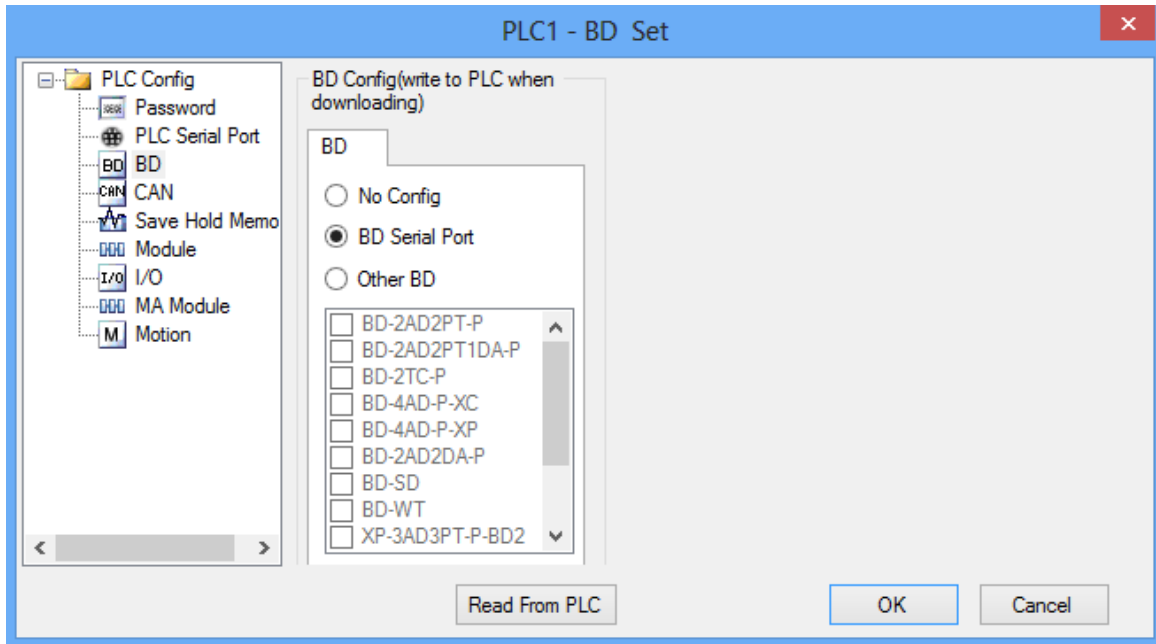 PLC1 - BD Set
PLC Config
Password
PLC Serial Port
BD BD
CAN CAN
Save Hold Memo
Module
I/O I/O
MA Module
M Motion
BD Config(write to PLC when
downloading)
BD
No Config
BD Serial Port
Other BD
BD-2AD2PT-P
BD-2AD2PT1DA-P
BD-2TC-P
BD-4AD-P-XC
BD-4AD-P-XP
BD-2AD2DA-P
BD-SD
BD-WT
XP-3AD3PT-P-BD2
Read From PLC
OK
Cancel